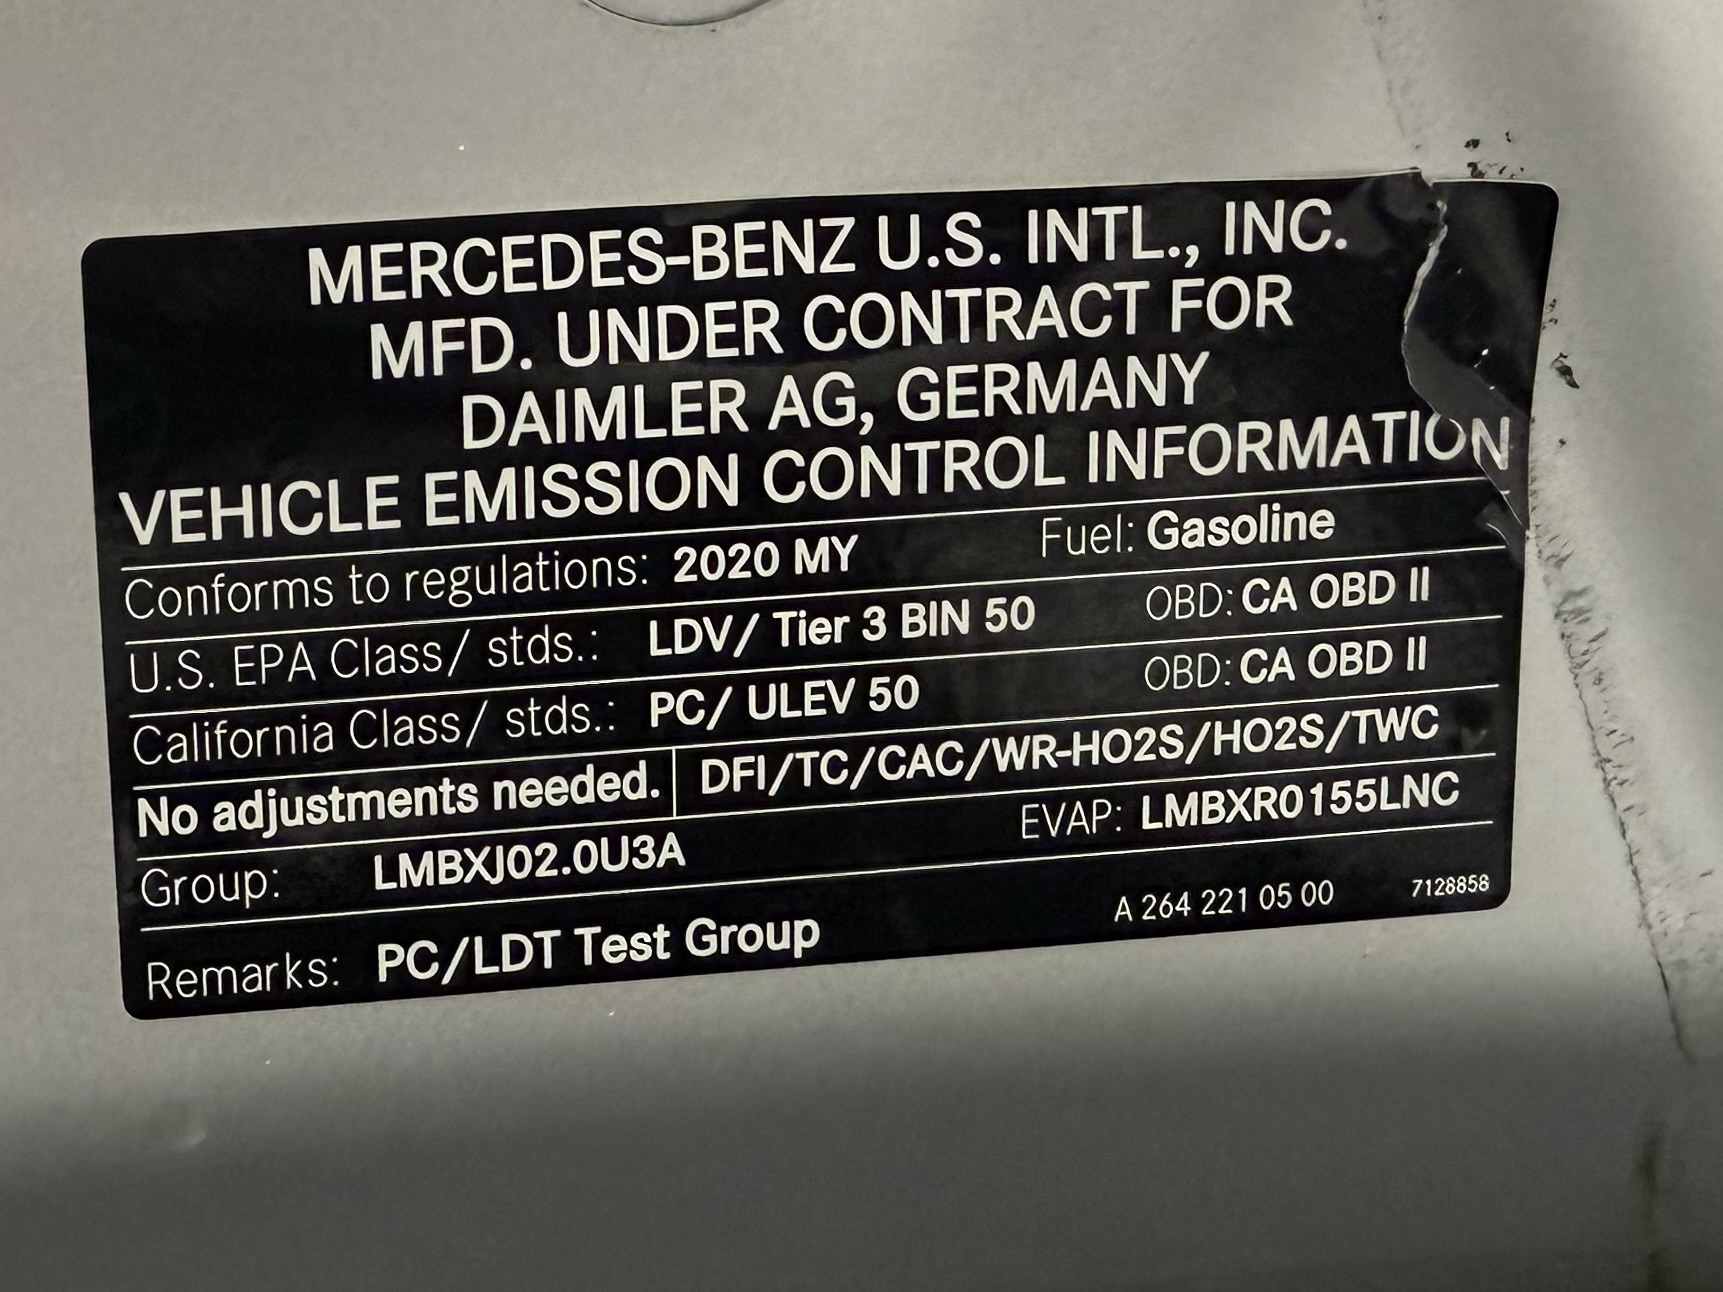 MERCEDES-BENZ U.S. INTL., INC.
MFD. UNDER CONTRACT FOR
DAIMLER AG, GERMANY
VEHICLE EMISSION CONTROL INFORMATION
Conforms to regulations: 2020 MY Fuel: Gasoline
U.S. EPA Class/ stds.: LDV/ Tier 3 BIN 50 OBD: CA OBD II
California Class/ stds.: PC/ ULEV 50 OBD: CA OBD II
No adjustments needed. DFI/TC/CAC/WR-HO2S/HO2S/TWC
Group: LMBXJ02.0U3A EVAP: LMBXR0155LNC
Remarks: PC/LDT Test Group A 264 221 05 00 7128858